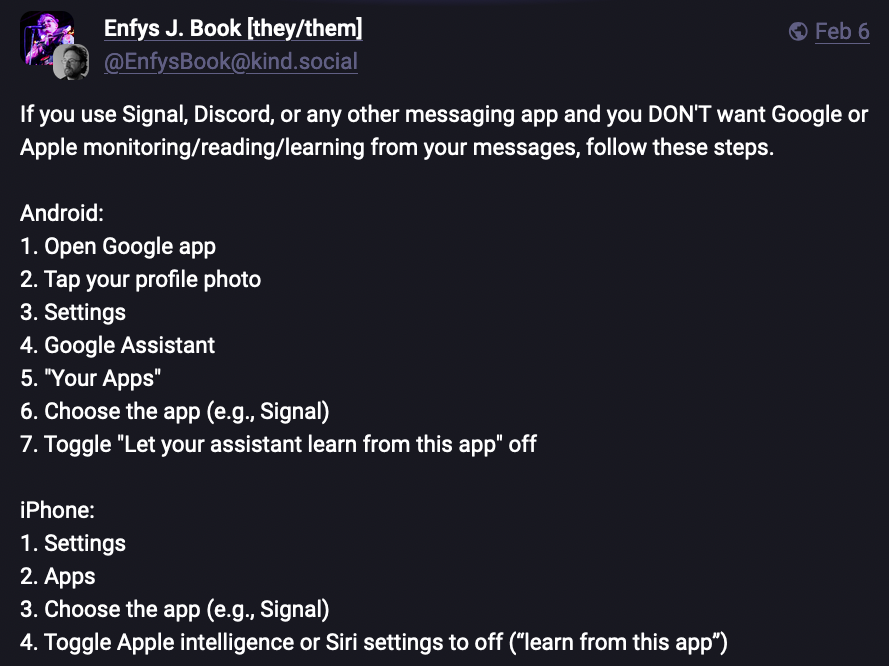 Enfys J. Book [they/them]
Feb 6
@EnfysBook@kind.social
If you use Signal, Discord, or any other messaging app and you DON'T want Google or
Apple monitoring/reading/learning from your messages, follow these steps.
Android:
1. Open Google app
2. Tap your profile photo
3. Settings
4. Google Assistant
5. "Your Apps"
6. Choose the app (e.g., Signal)
7. Toggle "Let your assistant learn from this app" off
iPhone:
1. Settings
2. Apps
3. Choose the app (e.g., Signal)
4. Toggle Apple intelligence or Siri settings to off (“learn from this app”)